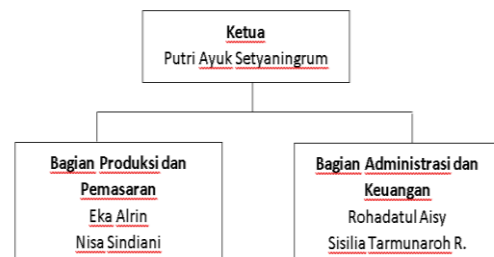 Ketua
Putri Ayuk Setyaningrum
Bagian Produksi dan
Pemasaran
Eka Alrin
Nisa Sindiani
Bagian Administrasi dan
Keuangan
Rohadatul Aisy
Sisilia Tarmunaroh R.